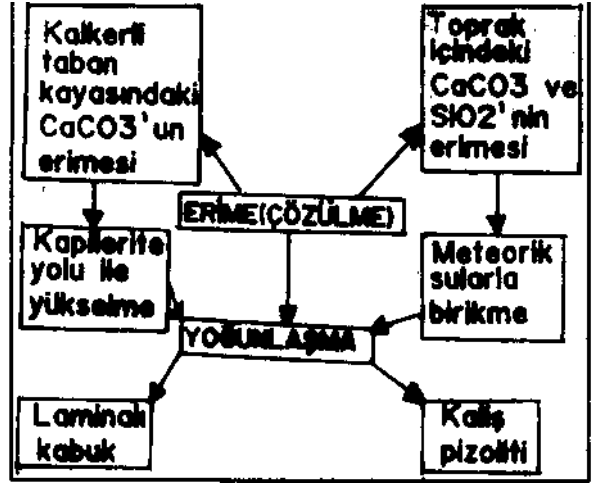 Kalkerli
taban
kayasındaki
CaCO3'un
erimesi
Toprak
içindeki
CaCO3 ve
SiO2'nin
erimesi
ERİME(ÇÖZÜLME)
Kapilerite
yolu ile
yükselme
Meteorik
sularla
birikme
YOĞUNLAŞMA
Laminalı
kabuk
Kaliş
pizoliti